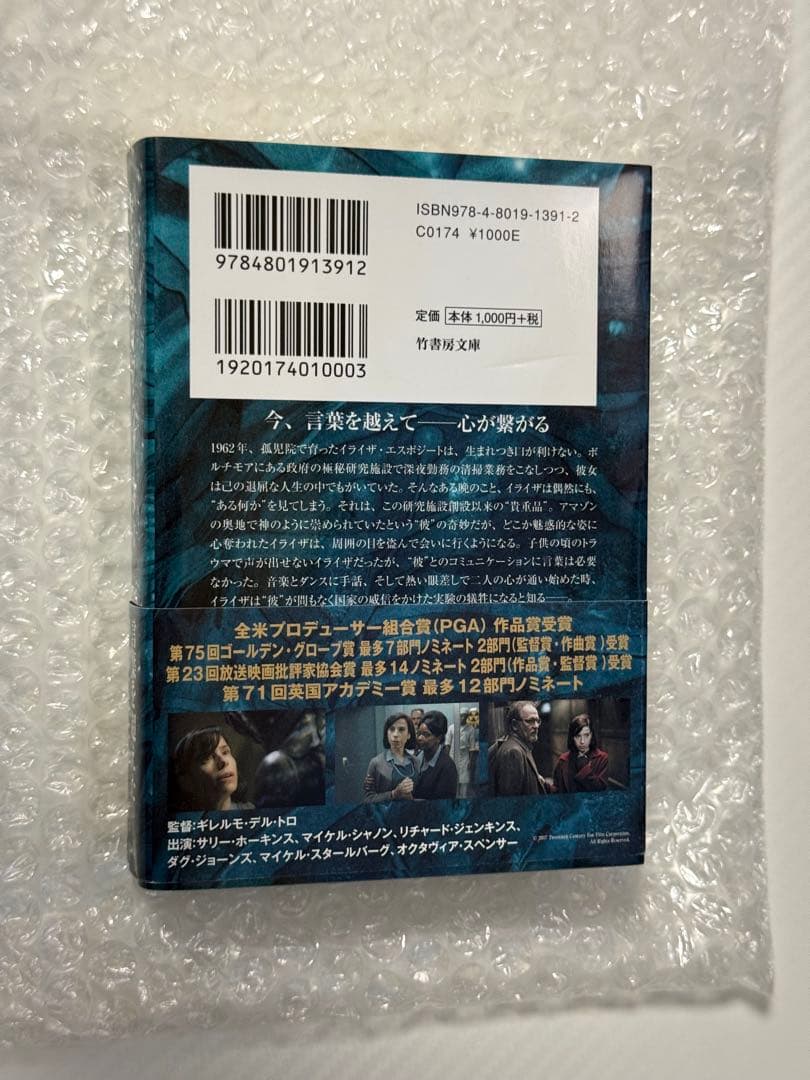 ISBN978-4-8019-1391-2
C0174 ¥1000E
9784801913912
定価 本体 1,000円+税
竹書房文庫
1920174010003
今、言葉を越えて――心が繋がる
1962年、孤児院で育ったイライザ・エスポジートは、生まれつき口が利けない。ボ
ルチモアにある政府の極秘研究施設で深夜勤務の清掃業務をこなしつつ、彼女
は己の退屈な人生の中でもがいていた。そんなある晩のこと、イライザは偶然にも、
“ある何か”を見てしまう。それは、この研究施設創設以来の“貴重品”。アマゾン
の奥地で神のように崇められていたという“彼”の奇妙だが、どこか魅惑的な姿に
心奪われたイライザは、周囲の目を盗んで会いに行くようになる。子供の頃のトラ
ウマで声が出せないイライザだったが、“彼”とのコミュニケーションに言葉は必要
なかった。音楽とダンスに手話、そして熱い眼差しで二人の心が通い始めた時、
イライザは“彼”が間もなく国家の威信をかけた実験の犠牲になると知る――。
全米プロデューサー組合賞(PGA) 作品賞受賞
第75回ゴールデン・グローブ賞 最多7部門ノミネート 2部門(監督賞・作曲賞)受賞
第23回放送映画批評家協会賞 最多14ノミネート 2部門(作品賞・監督賞)受賞
第71回英国アカデミー賞 最多12部門ノミネート
監督:ギレルモ・デル・トロ
出演:サリー・ホーキンス、マイケル・シャノン、リチャード・ジェンキンス、
ダグ・ジョーンズ、マイケル・スタールバーグ、オクタヴィア・スペンサー
© 2017 Twentieth Century Fox Film Corporation.
All Rights Reserved.